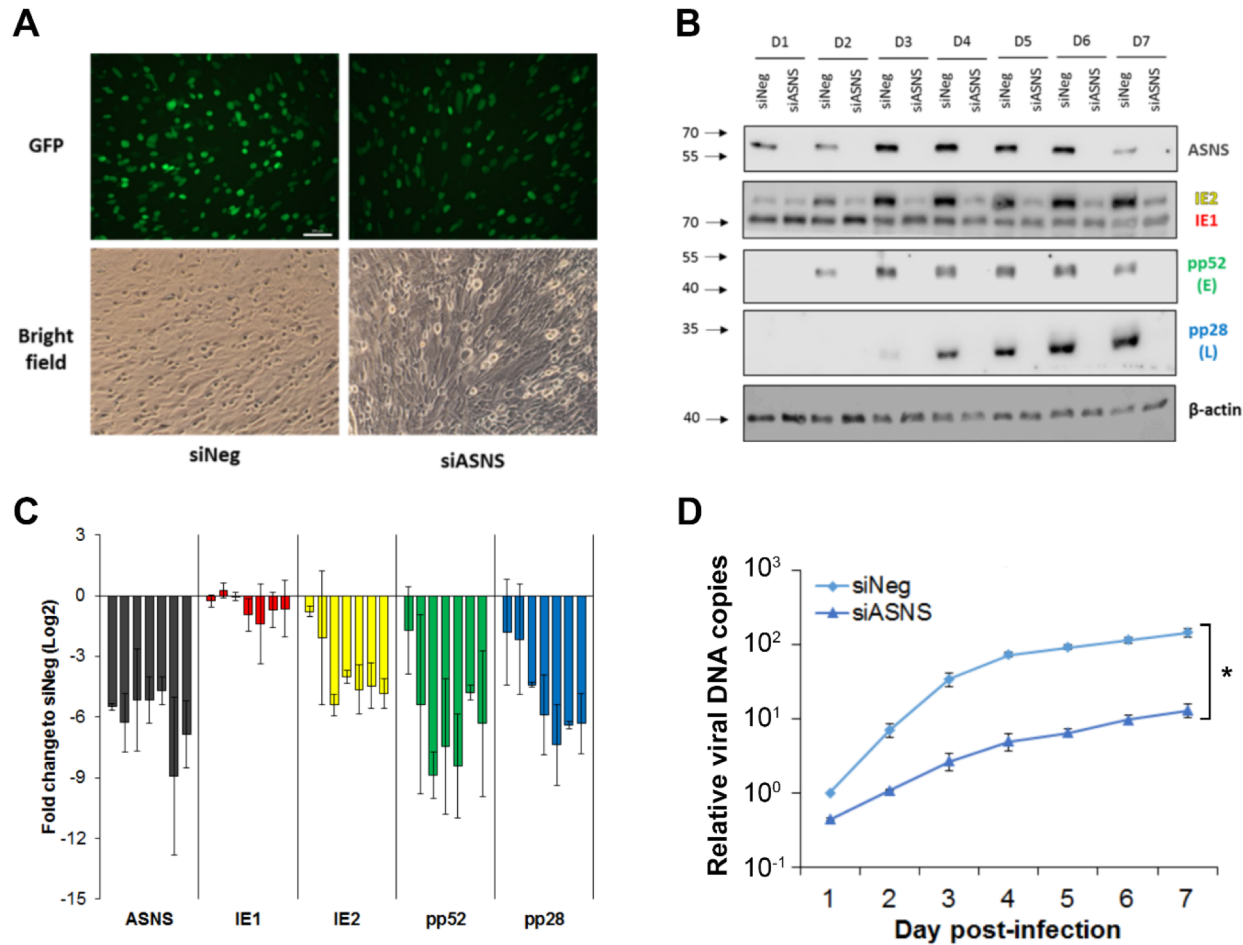 A
GFP
Bright
field
siNeg
siASNS
B
D1 D2 D3 D4 D5 D6 D7
siNeg siASNS siNeg siASNS siNeg siASNS siNeg siASNS siNeg siASNS siNeg siASNS siNeg siASNS
70
55
ASNS
IE2
70
IE1
55
pp52
40
(E)
35
pp28
(L)
40
β-actin
C
Fold change to siNeg (Log2)
3
0
-3
-6
-9
-12
-15
ASNS IE1 IE2 pp52 pp28
D
Relative viral DNA copies
10³
10²
10¹
10⁰
10⁻¹
siNeg
siASNS
*
1 2 3 4 5 6 7
Day post-infection